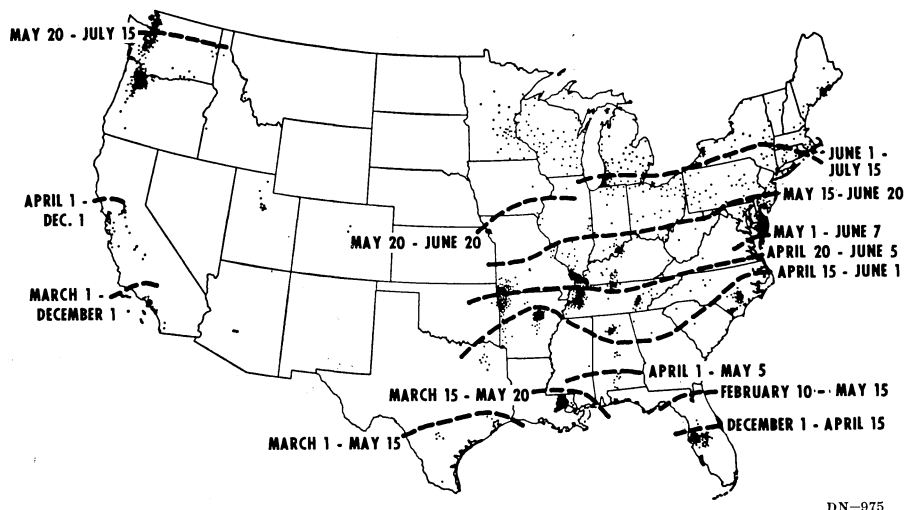 MAY 20 - JULY 15
JUNE 1 -
JULY 15
MAY 15-JUNE 20
APRIL 1 -
DEC. 1
MAY 20 - JUNE 20
MAY 1 - JUNE 7
APRIL 20 - JUNE 5
APRIL 15 - JUNE 1
MARCH 1 -
DECEMBER 1
APRIL 1 - MAY 5
MARCH 15 - MAY 20
FEBRUARY 10 - MAY 15
DECEMBER 1 - APRIL 15
MARCH 1 - MAY 15
DN-975